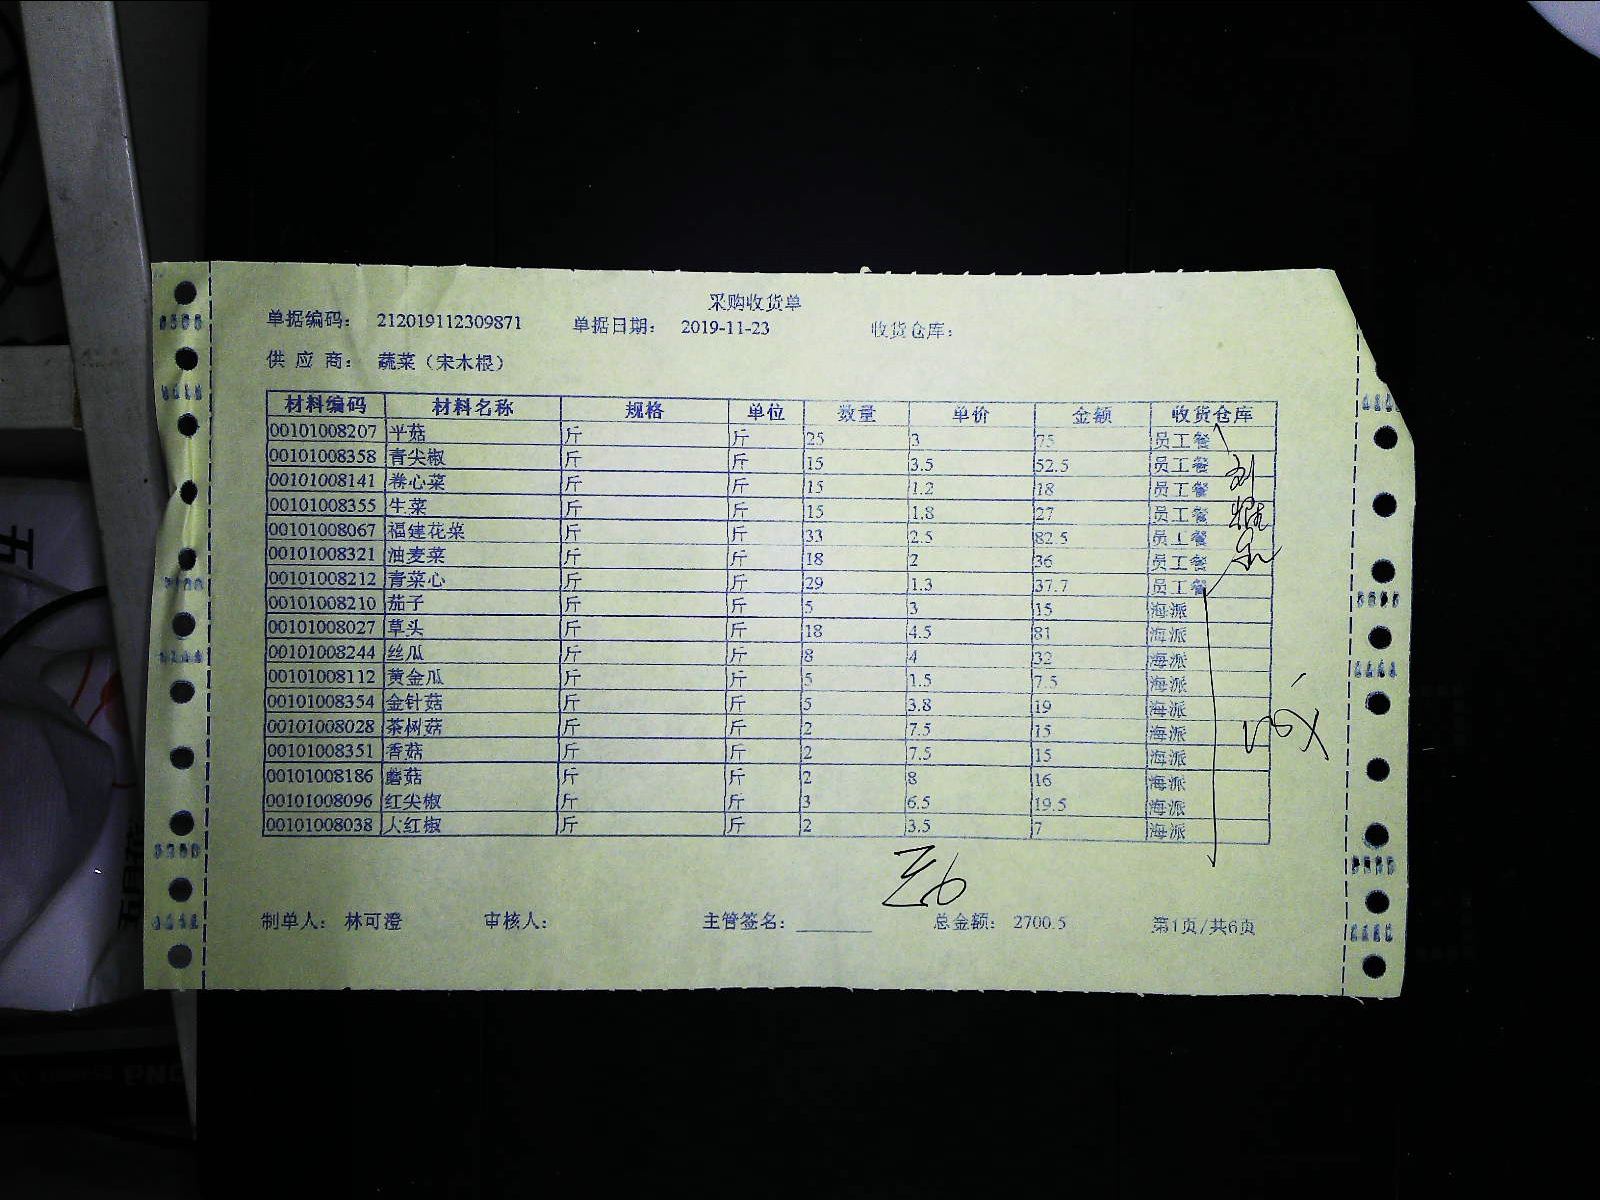 采购收货单
单据编码： 212019112309871 单据日期： 2019-11-23 收货仓库：
供 应 商： 蔬菜（宋木根）
材料编码 材料名称 规格 单位 数量 单价 金额 收货仓库
00101008207 平菇 斤 斤 25 3 75 员工餐
00101008358 青尖椒 斤 斤 15 3.5 52.5 员工餐
00101008141 卷心菜 斤 斤 15 1.2 18 员工餐
00101008355 生菜 斤 斤 15 1.8 27 员工餐
00101008067 福建花菜 斤 斤 33 2.5 82.5 员工餐
00101008321 油麦菜 斤 斤 18 2 36 员工餐
00101008212 青菜心 斤 斤 29 1.3 37.7 员工餐
00101008210 茄子 斤 斤 5 3 15 海派
00101008027 草头 斤 斤 18 4.5 81 海派
00101008244 丝瓜 斤 斤 8 4 32 海派
00101008112 黄金瓜 斤 斤 5 1.5 7.5 海派
00101008354 金针菇 斤 斤 5 3.8 19 海派
00101008028 茶树菇 斤 斤 2 7.5 15 海派
00101008351 香菇 斤 斤 2 7.5 15 海派
00101008186 蘑菇 斤 斤 2 8 16 海派
00101008096 红尖椒 斤 斤 3 6.5 19.5 海派
00101008038 大红椒 斤 斤 2 3.5 7 海派
制单人： 林可澄 审核人： 主管签名： 总金额： 2700.5 第1页/共6页